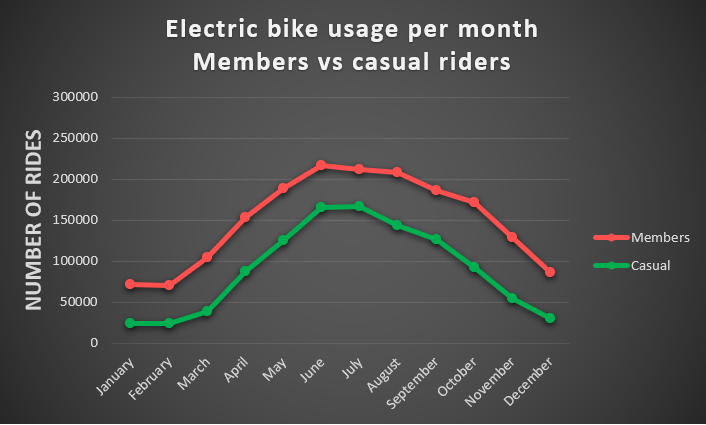 Electric bike usage per month
Members vs casual riders
NUMBER OF RIDES
300000
250000
200000
150000
100000
50000
0
January
February
March
April
May
June
July
August
September
October
November
December
Members
Casual